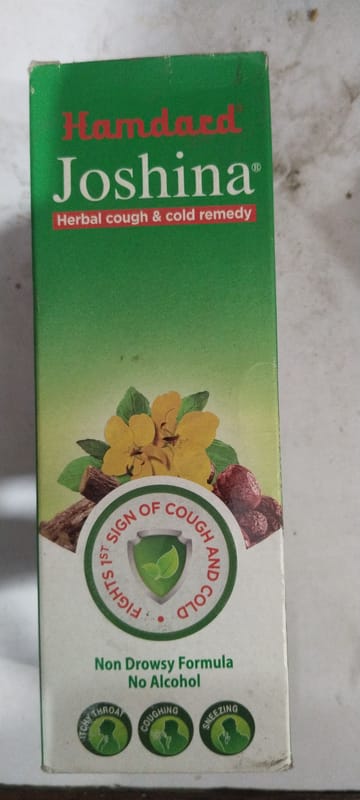 Hamdard
Joshina®
Herbal cough & cold remedy
FIGHTS 1ST SIGN OF COUGH AND COLD
Non Drowsy Formula
No Alcohol
ITCHY THROAT
COUGHING
SNEEZING